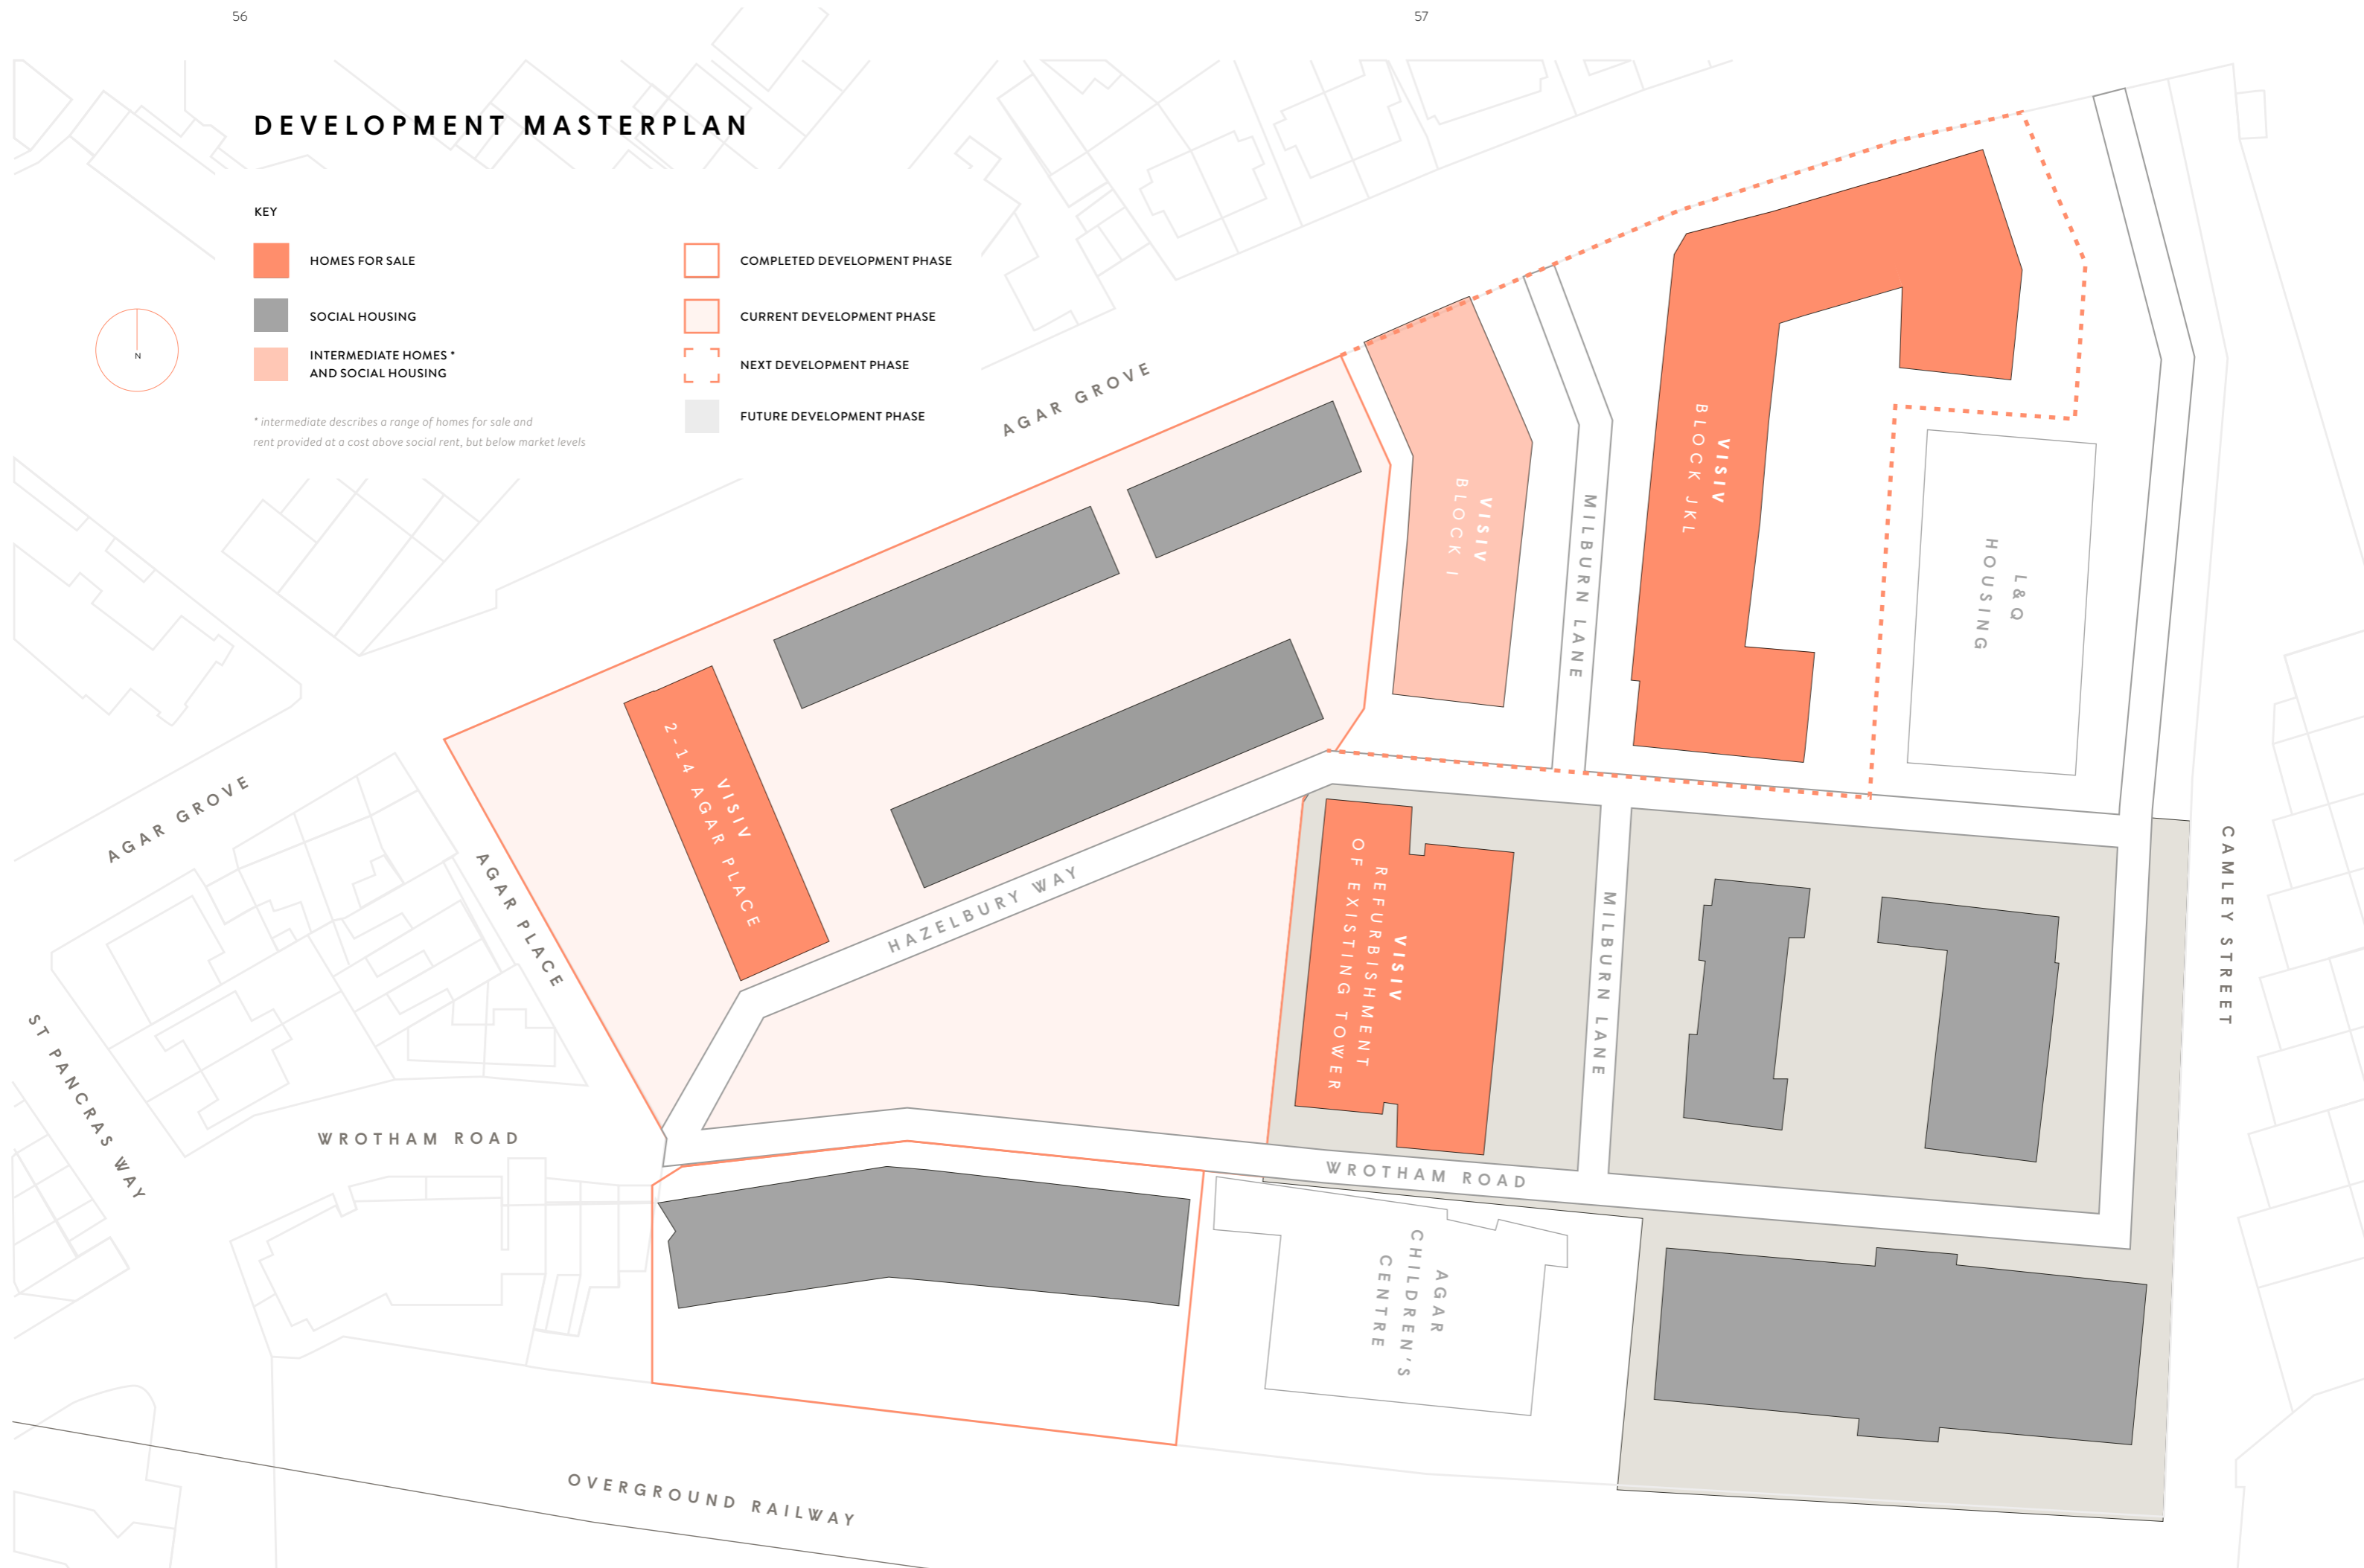 56
57
DEVELOPMENT MASTERPLAN
KEY
HOMES FOR SALE
SOCIAL HOUSING
INTERMEDIATE HOMES *
AND SOCIAL HOUSING
COMPLETED DEVELOPMENT PHASE
CURRENT DEVELOPMENT PHASE
NEXT DEVELOPMENT PHASE
FUTURE DEVELOPMENT PHASE
* intermediate describes a range of homes for sale and
rent provided at a cost above social rent, but below market levels
N
AGAR GROVE
VISIV
BLOCK I
MILBURN LANE
VISIV
BLOCK JKL
L&Q
HOUSING
VISIV
2-14 AGAR PLACE
AGAR GROVE
AGAR PLACE
HAZELBURY WAY
VISIV
REFURBISHMENT
OF EXISTING TOWER
MILBURN LANE
CAMLEY STREET
ST PANCRAS WAY
WROTHAM ROAD
WROTHAM ROAD
AGAR
CHILDREN'S
CENTRE
OVERGROUND RAILWAY